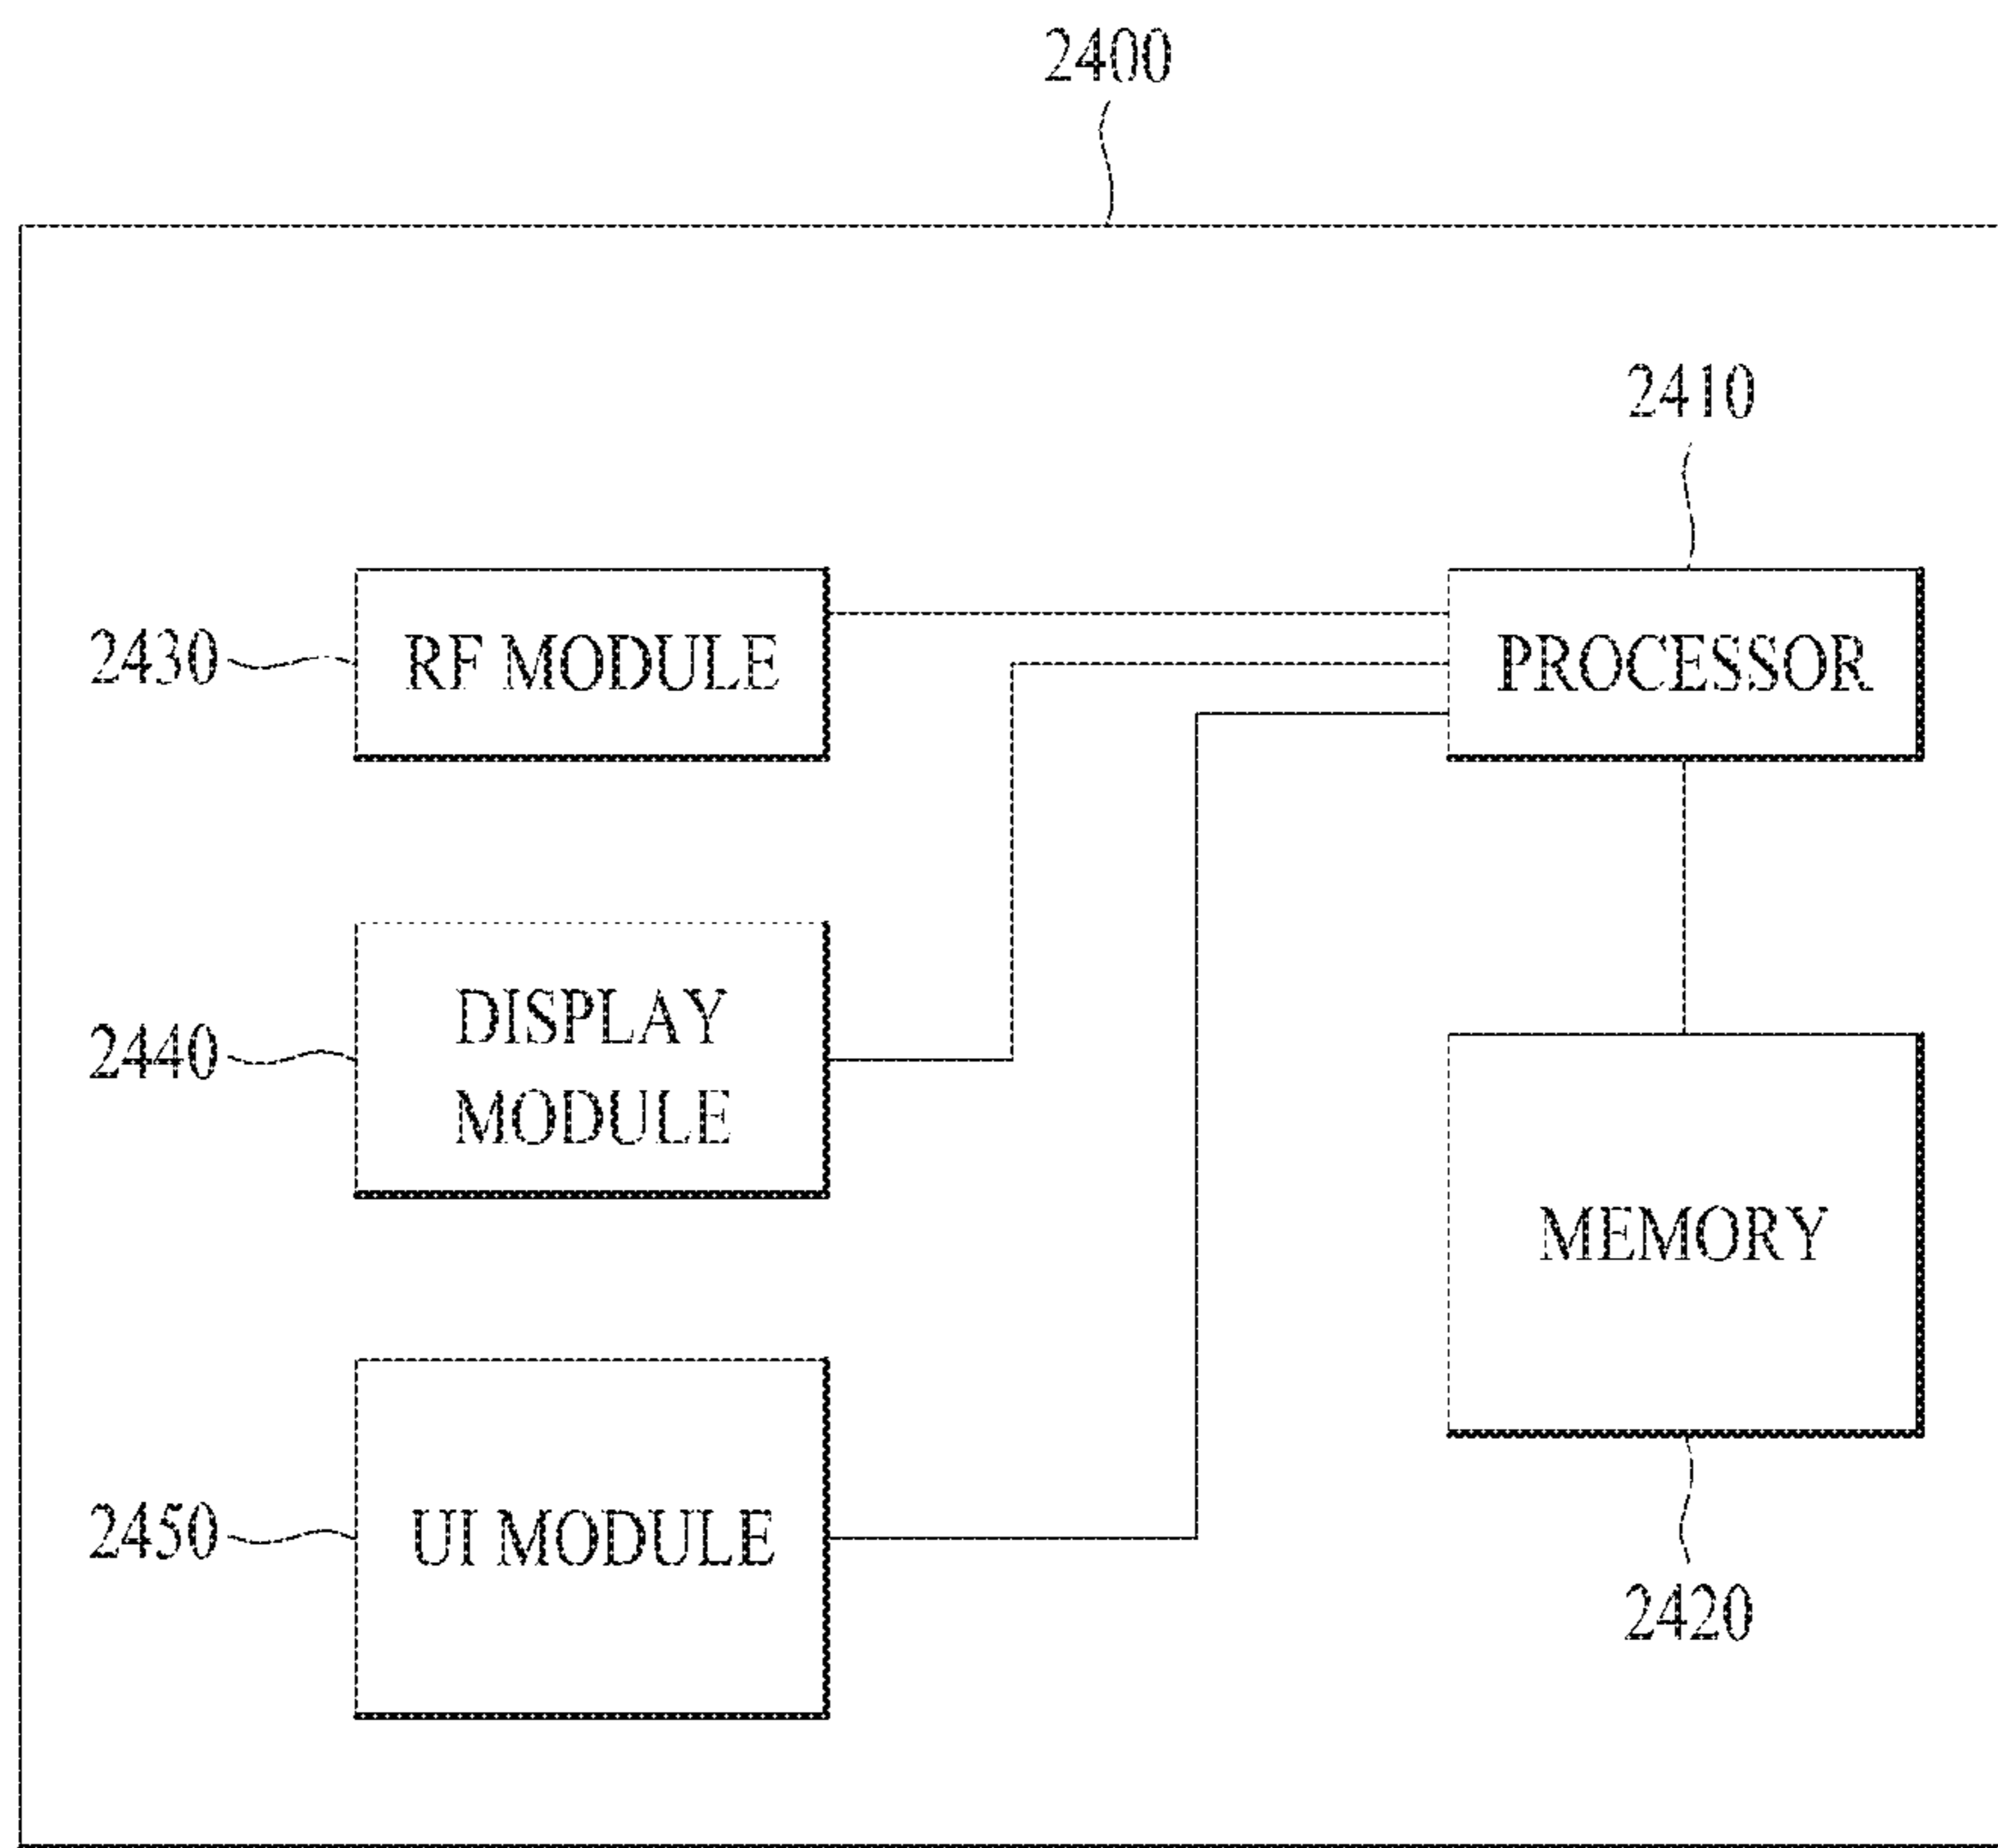 2400
2410
2430
RF MODULE
PROCESSOR
2440
DISPLAY
MODULE
MEMORY
2450
UI MODULE
2420